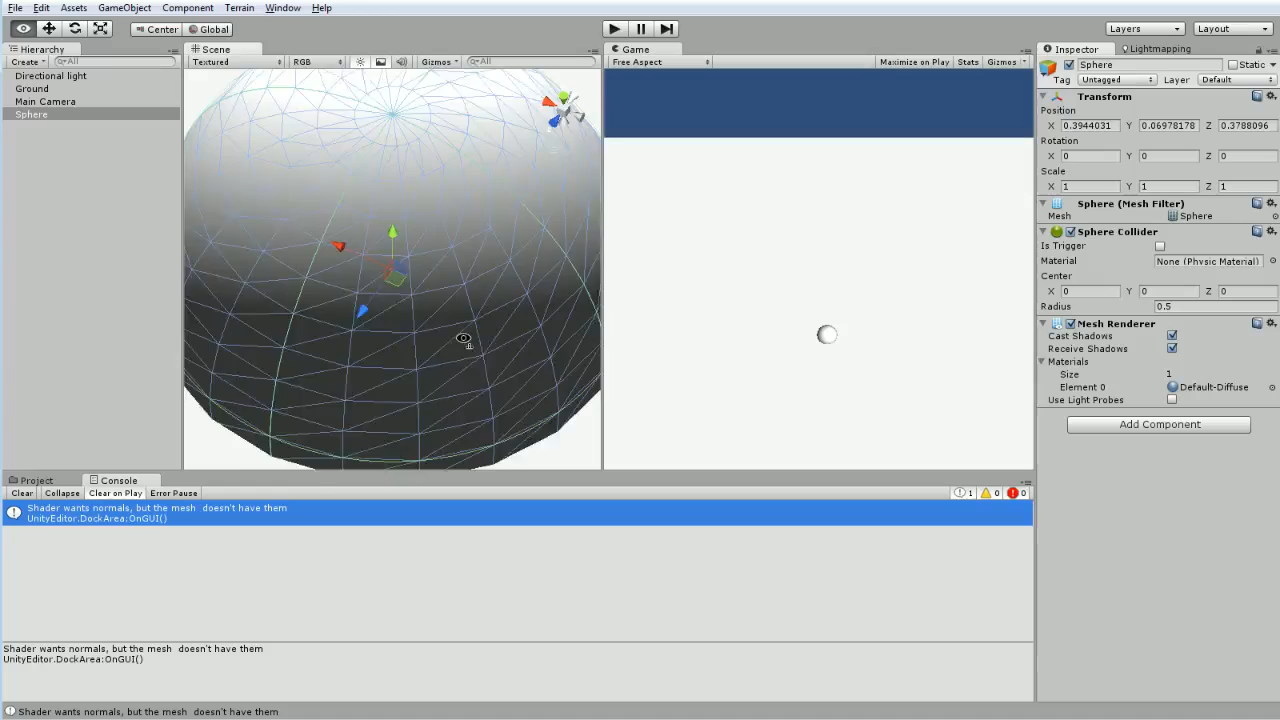 File Edit Assets GameObject Component Terrain Window Help
Center Global Layers Layout
Hierarchy
Create All
Directional light
Ground
Main Camera
Sphere
Scene
Textured RGB Gizmos All
Game
Free Aspect Maximize on Play Stats Gizmos
Inspector Lightmapping
Sphere Static
Tag Untagged Layer Default
Transform
Position
X 0.3944031 Y 0.06978178 Z 0.3788096
Rotation
X 0 Y 0 Z 0
Scale
X 1 Y 1 Z 1
Sphere (Mesh Filter)
Mesh Sphere
Sphere Collider
Is Trigger
Material None (Physic Material)
Center
X 0 Y 0 Z 0
Radius 0.5
Mesh Renderer
Cast Shadows
Receive Shadows
Materials
Size 1
Element 0 Default-Diffuse
Use Light Probes
Add Component
Project Console
Clear Collapse Clear on Play Error Pause 1 0 0
Shader wants normals, but the mesh  doesn't have them
UnityEditor.DockArea:OnGUI()
Shader wants normals, but the mesh  doesn't have them
UnityEditor.DockArea:OnGUI()
Shader wants normals, but the mesh  doesn't have them